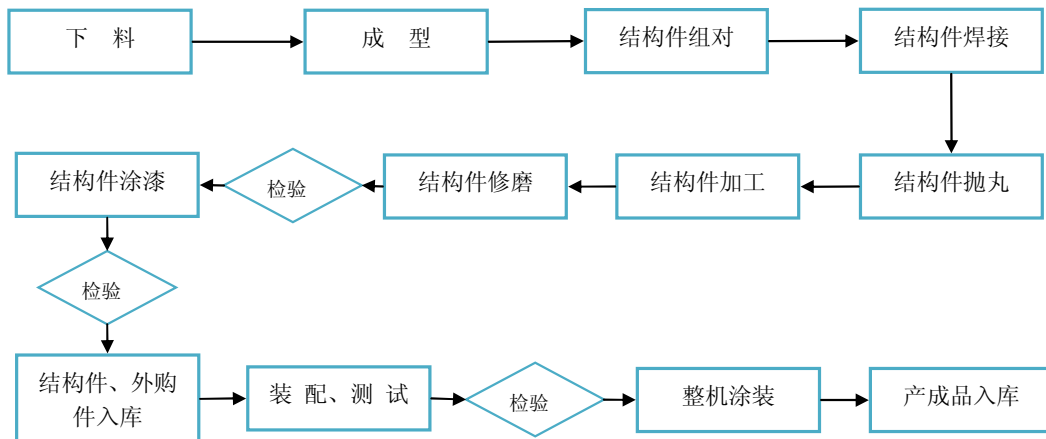 下 料
成 型
结构件组对
结构件焊接
结构件涂漆
检验
结构件修磨
结构件加工
结构件抛丸
检验
结构件、外购
件入库
装 配、测 试
检验
整机涂装
产成品入库